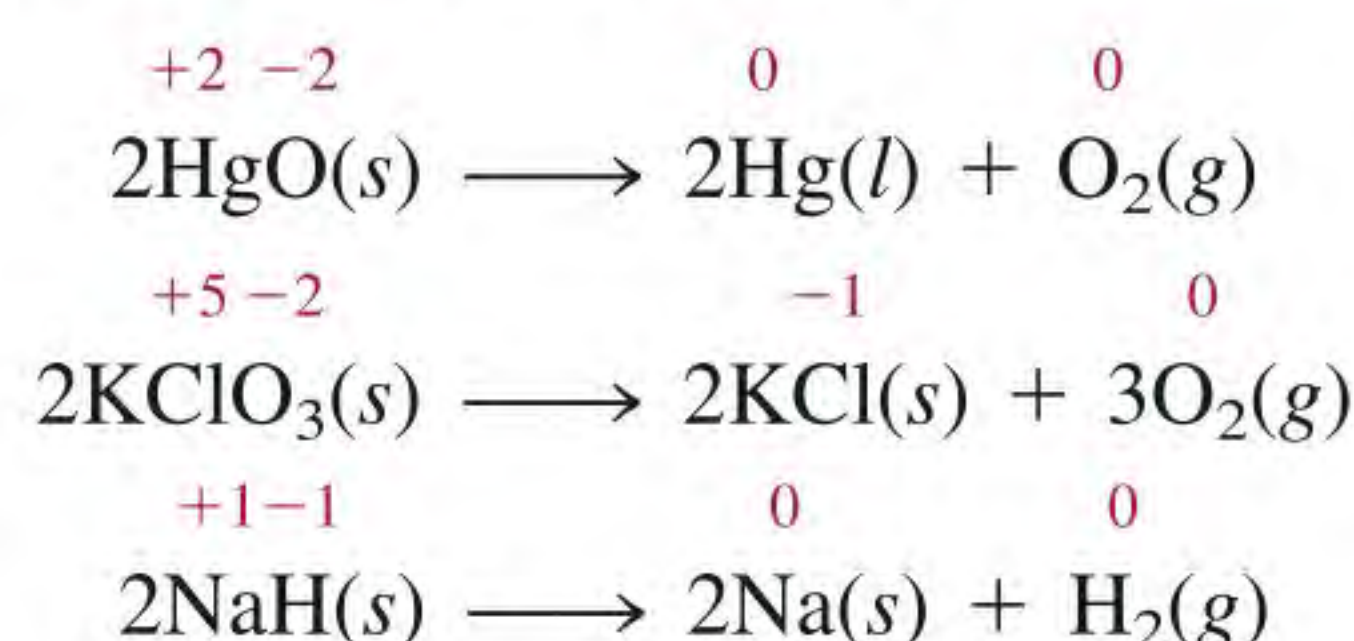 +2 −2 0 0
2HgO(s) ⟶ 2Hg(l) + O₂(g)
+5 −2 −1 0
2KClO₃(s) ⟶ 2KCl(s) + 3O₂(g)
+1 −1 0 0
2NaH(s) ⟶ 2Na(s) + H₂(g)